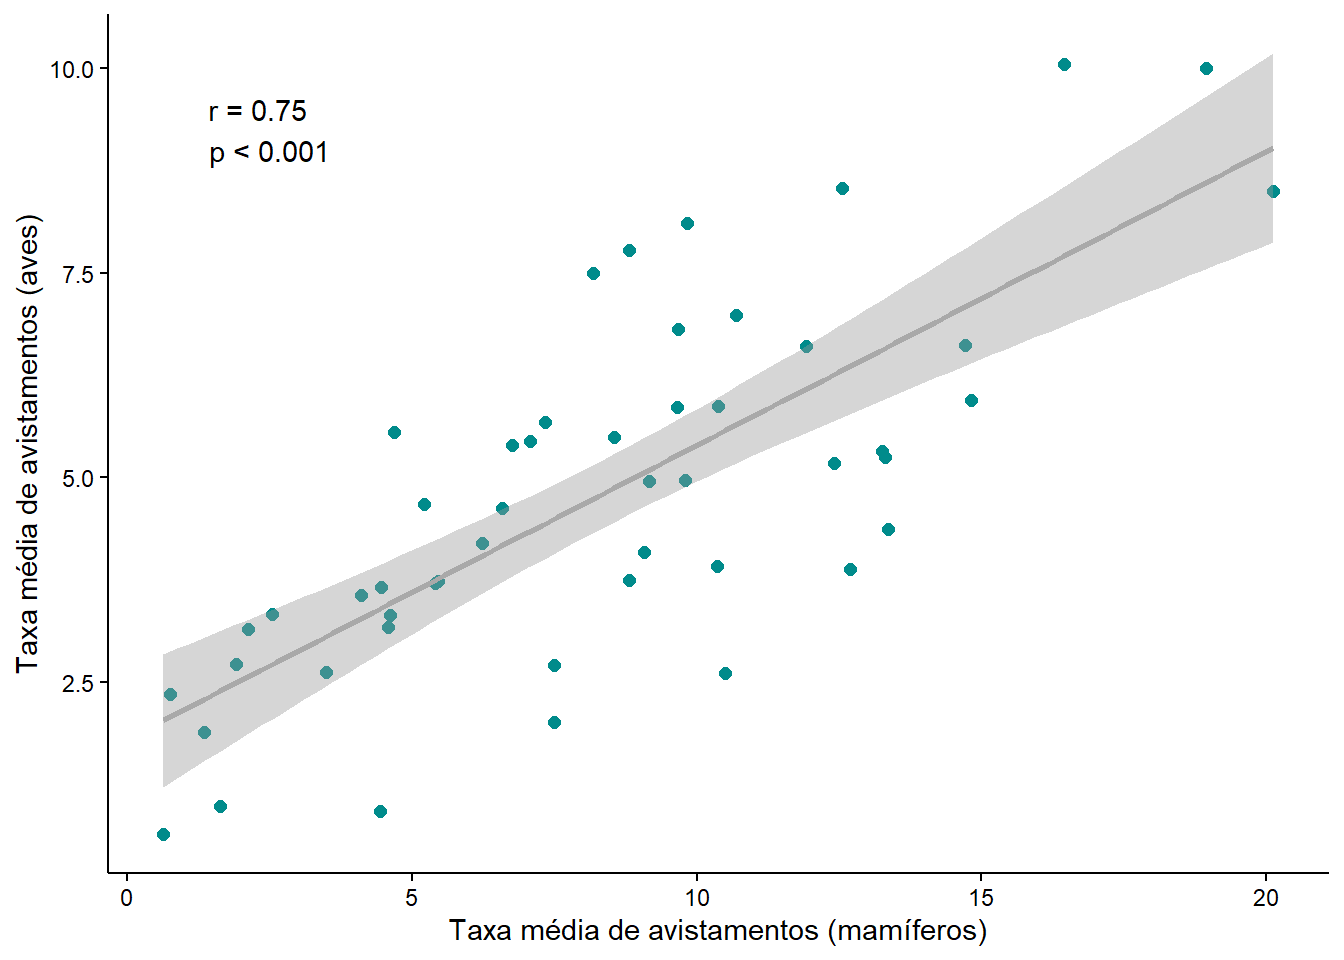 r = 0.75
p < 0.001
10.0
7.5
5.0
2.5
Taxa média de avistamentos (aves)
0
5
10
15
20
Taxa média de avistamentos (mamíferos)